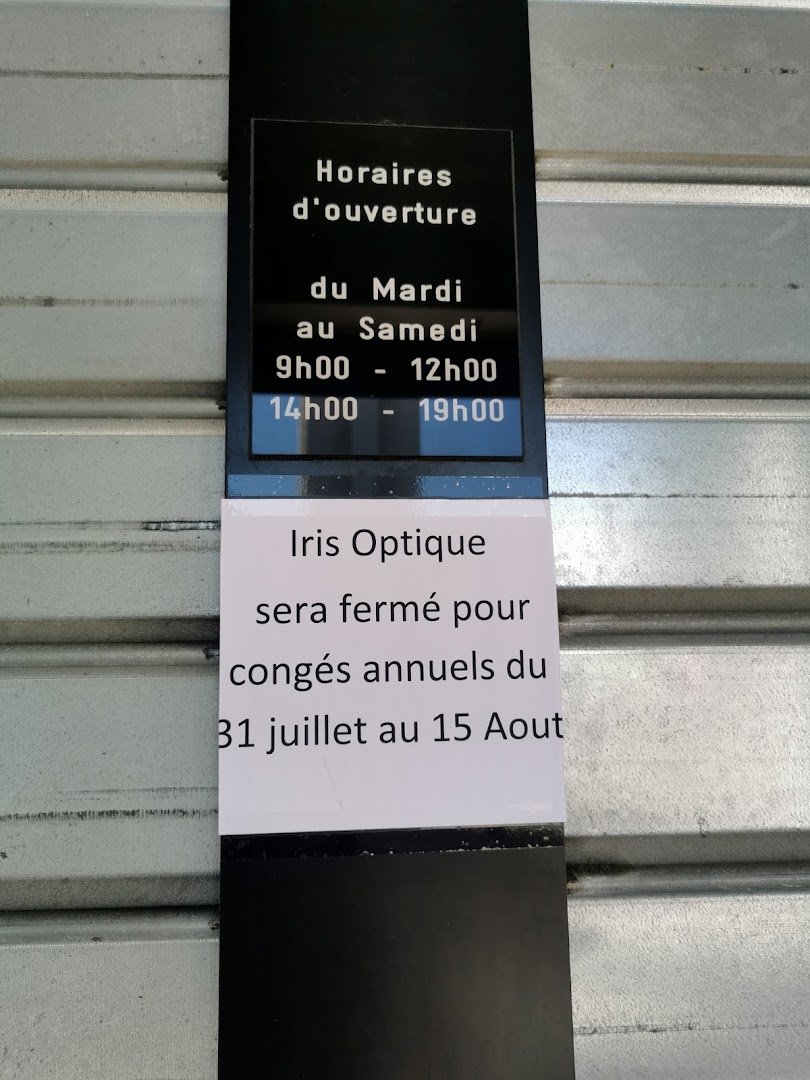 Horaires
d'ouverture
du Mardi
au Samedi
9h00 - 12h00
14h00 - 19h00
Iris Optique
sera fermé pour
congés annuels du
31 juillet au 15 Aout